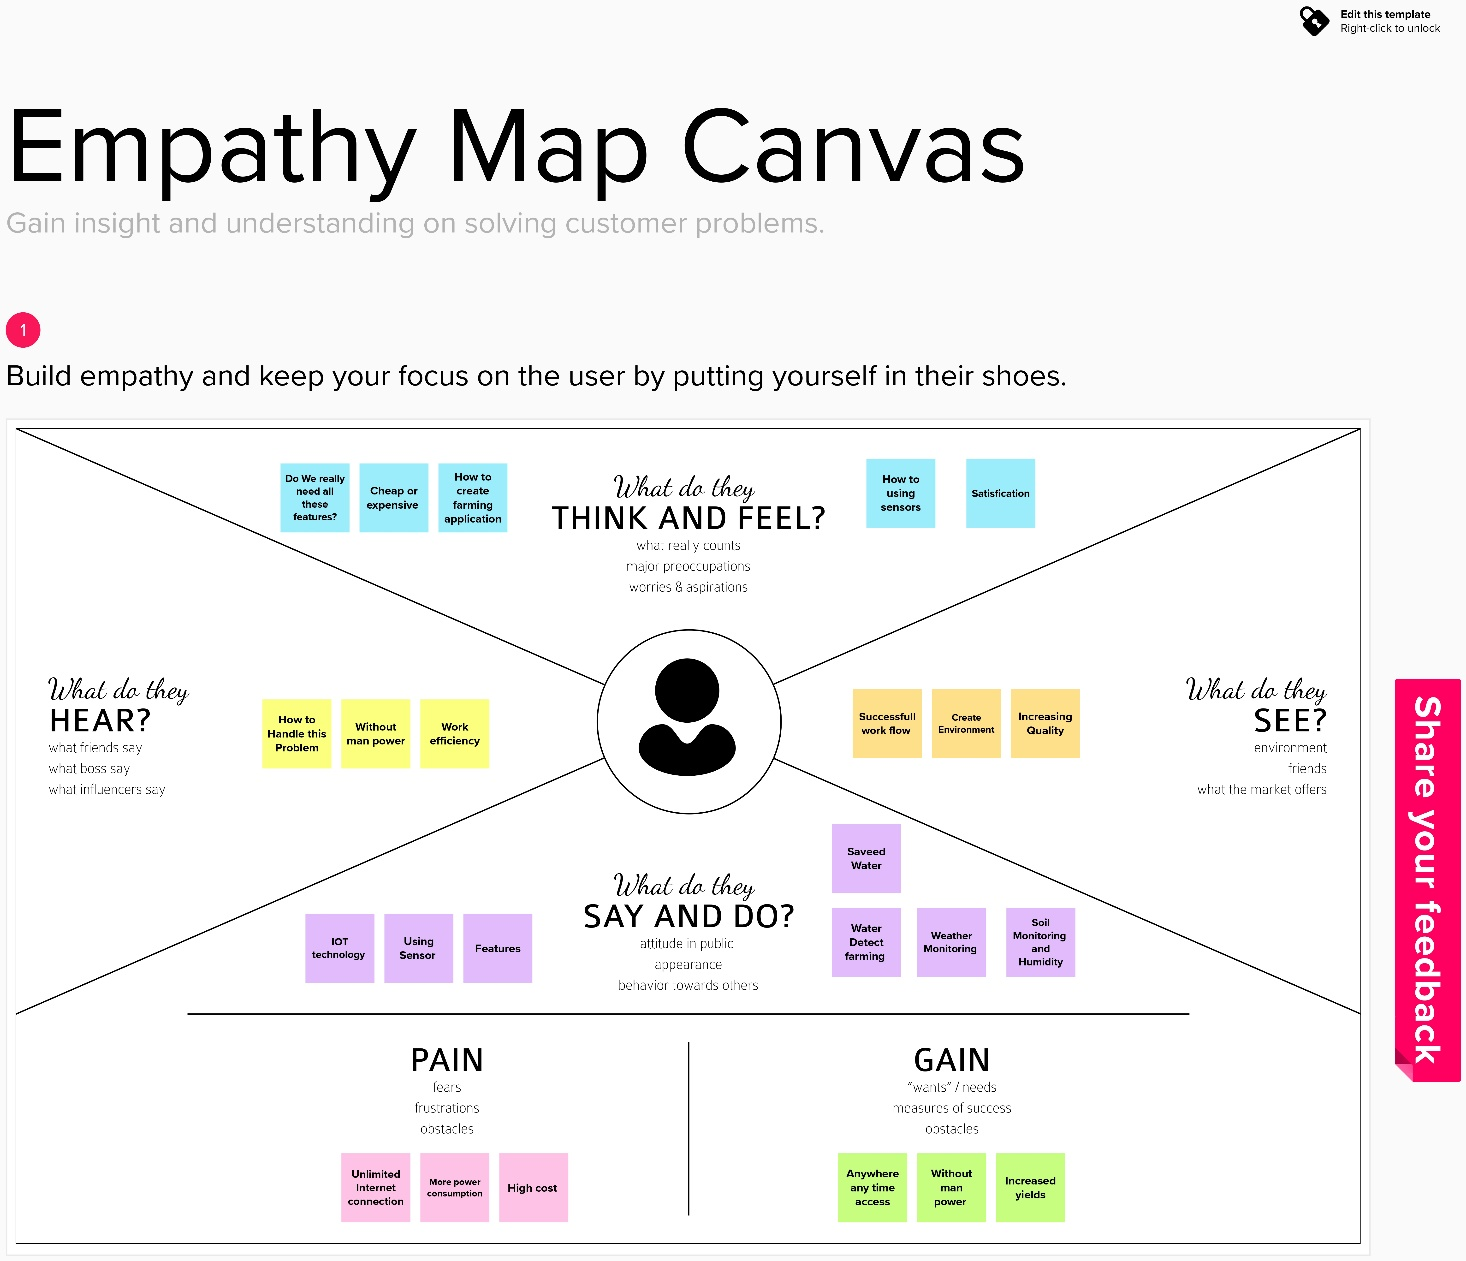 Edit this template
Right-click to unlock
Empathy Map Canvas
Gain insight and understanding on solving customer problems.
1
Build empathy and keep your focus on the user by putting yourself in their shoes.
Do We really
need all
these
features?
Cheap or
expensive
How to
create
farming
application
What do they
THINK AND FEEL?
what really counts
major preoccupations
worries & aspirations
How to
using
sensors
Satisfication
What do they
HEAR?
what friends say
what boss say
what influencers say
How to
Handle this
Problem
Without
man power
Work
efficiency
Successfull
work flow
Create
Environment
Increasing
Quality
What do they
SEE?
environment
friends
what the market offers
Share your feedback
IOT
technology
Using
Sensor
Features
What do they
SAY AND DO?
attitude in public
appearance
behavior towards others
Saveed
Water
Water
Detect
farming
Weather
Monitoring
Soil
Monitoring
and
Humidity
PAIN
fears
frustrations
obstacles
Unlimited
Internet
connection
More power
consumption
High cost
GAIN
"wants" / needs
measures of success
obstacles
Anywhere
any time
access
Without
man
power
Increased
yields